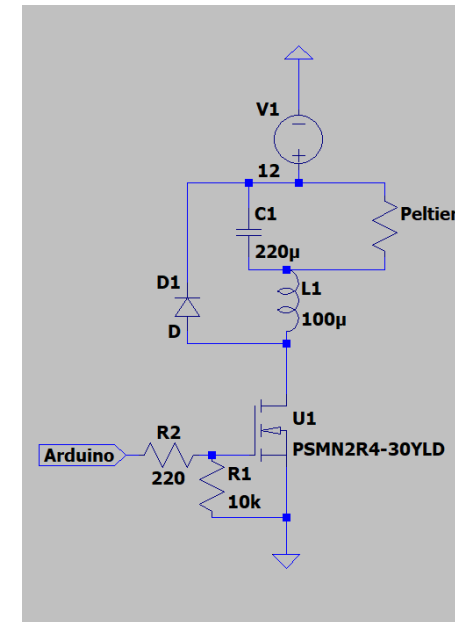 V1
12
C1
Peltier
220µ
D1
L1
D
100µ
U1
R2
PSMN2R4-30YLD
Arduino
R1
220
10k